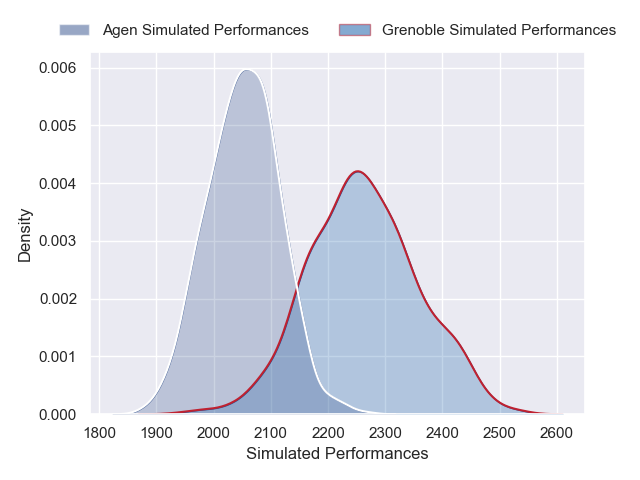 Agen Simulated Performances
Grenoble Simulated Performances
0.006
0.005
0.004
0.003
0.002
0.001
0.000
Density
1800 1900 2000 2100 2200 2300 2400 2500 2600
Simulated Performances